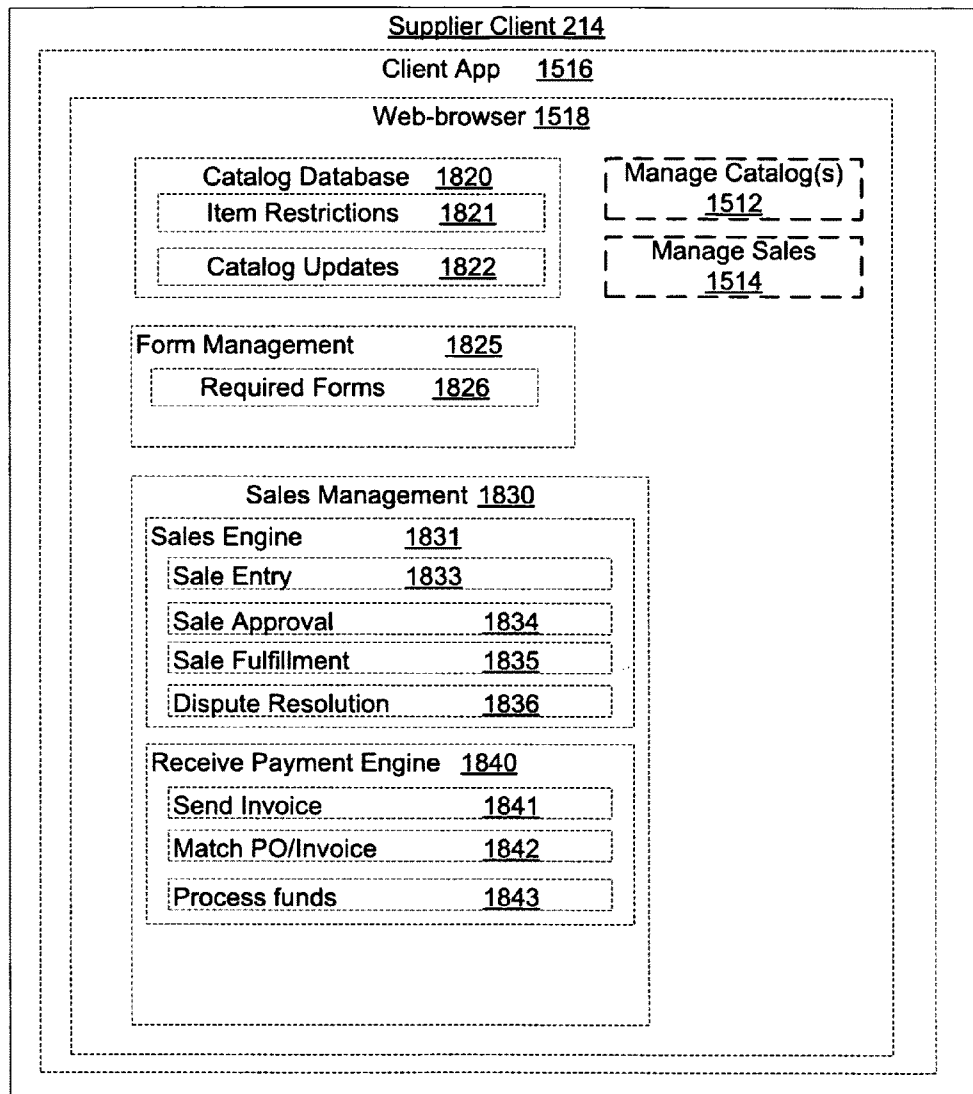 Supplier Client 214
Client App 1516
Web-browser 1518
Catalog Database 1820
Item Restrictions 1821
Catalog Updates 1822
Manage Catalog(s)
1512
Manage Sales
1514
Form Management 1825
Required Forms 1826
Sales Management 1830
Sales Engine 1831
Sale Entry 1833
Sale Approval 1834
Sale Fulfillment 1835
Dispute Resolution 1836
Receive Payment Engine 1840
Send Invoice 1841
Match PO/Invoice 1842
Process funds 1843